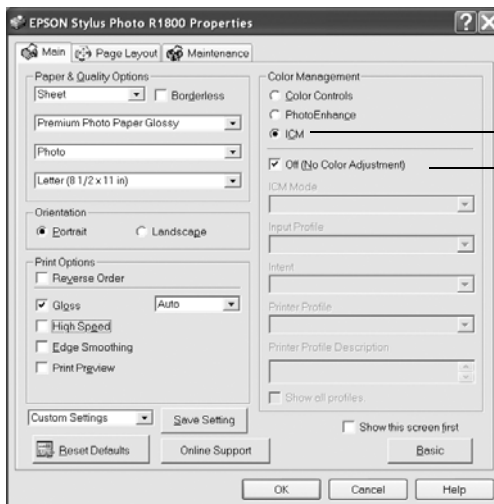 EPSON Stylus Photo R1800 Properties
Main
Page Layout
Maintenance
Paper & Quality Options
Sheet
Borderless
Premium Photo Paper Glossy
Photo
Letter (8 1/2 x 11 in)
Orientation
Portrait
Landscape
Print Options
Reverse Order
Gloss
Auto
High Speed
Edge Smoothing
Print Preview
Custom Settings
Save Setting
Reset Defaults
Online Support
Color Management
Color Controls
PhotoEnhance
ICM
Off (No Color Adjustment)
ICM Mode
Input Profile
Intent
Printer Profile
Printer Profile Description
Show all profiles.
Show this screen first
Basic
OK
Cancel
Help